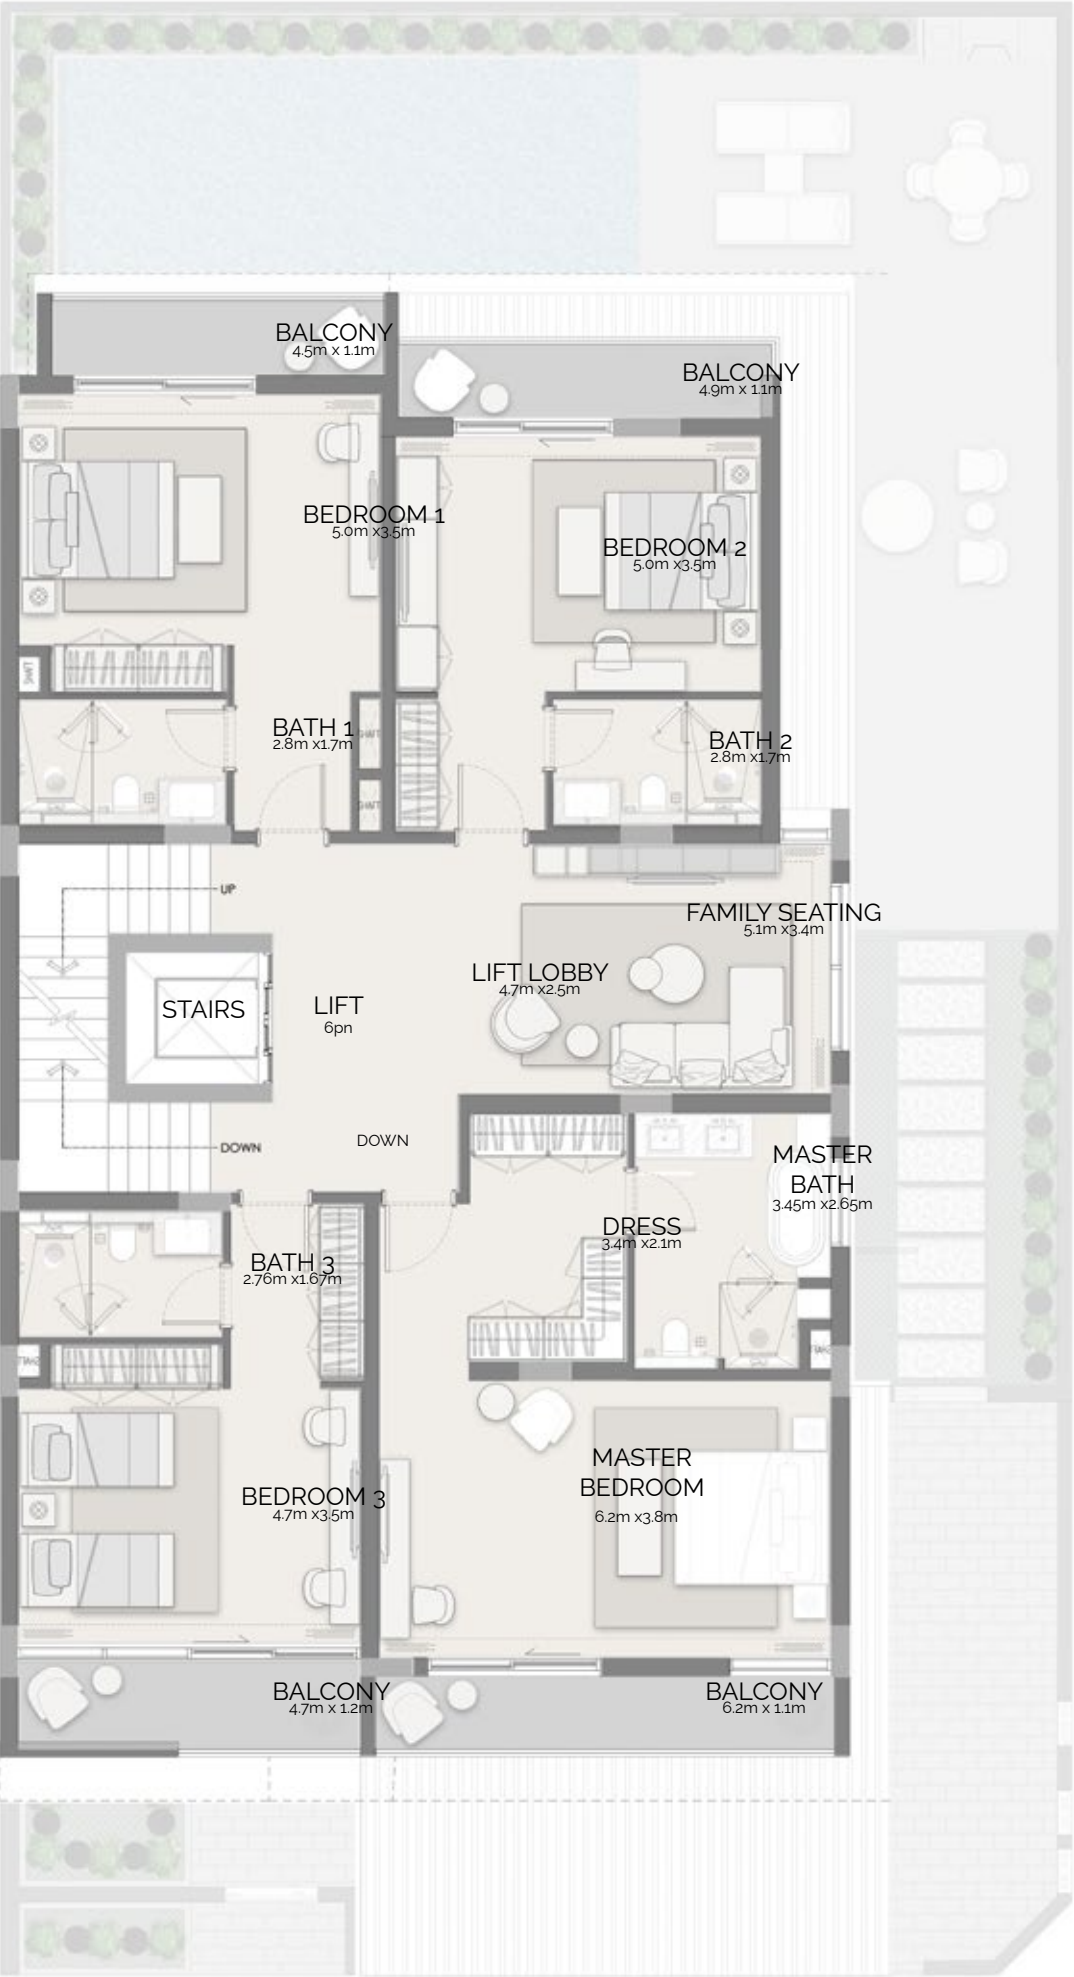 BALCONY
4.5m x 1.1m
BALCONY
4.9m x 1.1m
BEDROOM 1
5.0m x3.5m
BEDROOM 2
5.0m x3.5m
SHAFT
BATH 1
2.8m x1.7m
BATH 2
2.8m x1.7m
UP
FAMILY SEATING
5.1m x3.4m
LIFT LOBBY
4.7m x2.5m
STAIRS
LIFT
6pn
DOWN
DOWN
MASTER
BATH
3.45m x2.65m
DRESS
3.4m x2.1m
BATH 3
2.76m x1.67m
MASTER
BEDROOM
6.2m x3.8m
BEDROOM 3
4.7m x3.5m
BALCONY
4.7m x 1.2m
BALCONY
6.2m x 1.1m